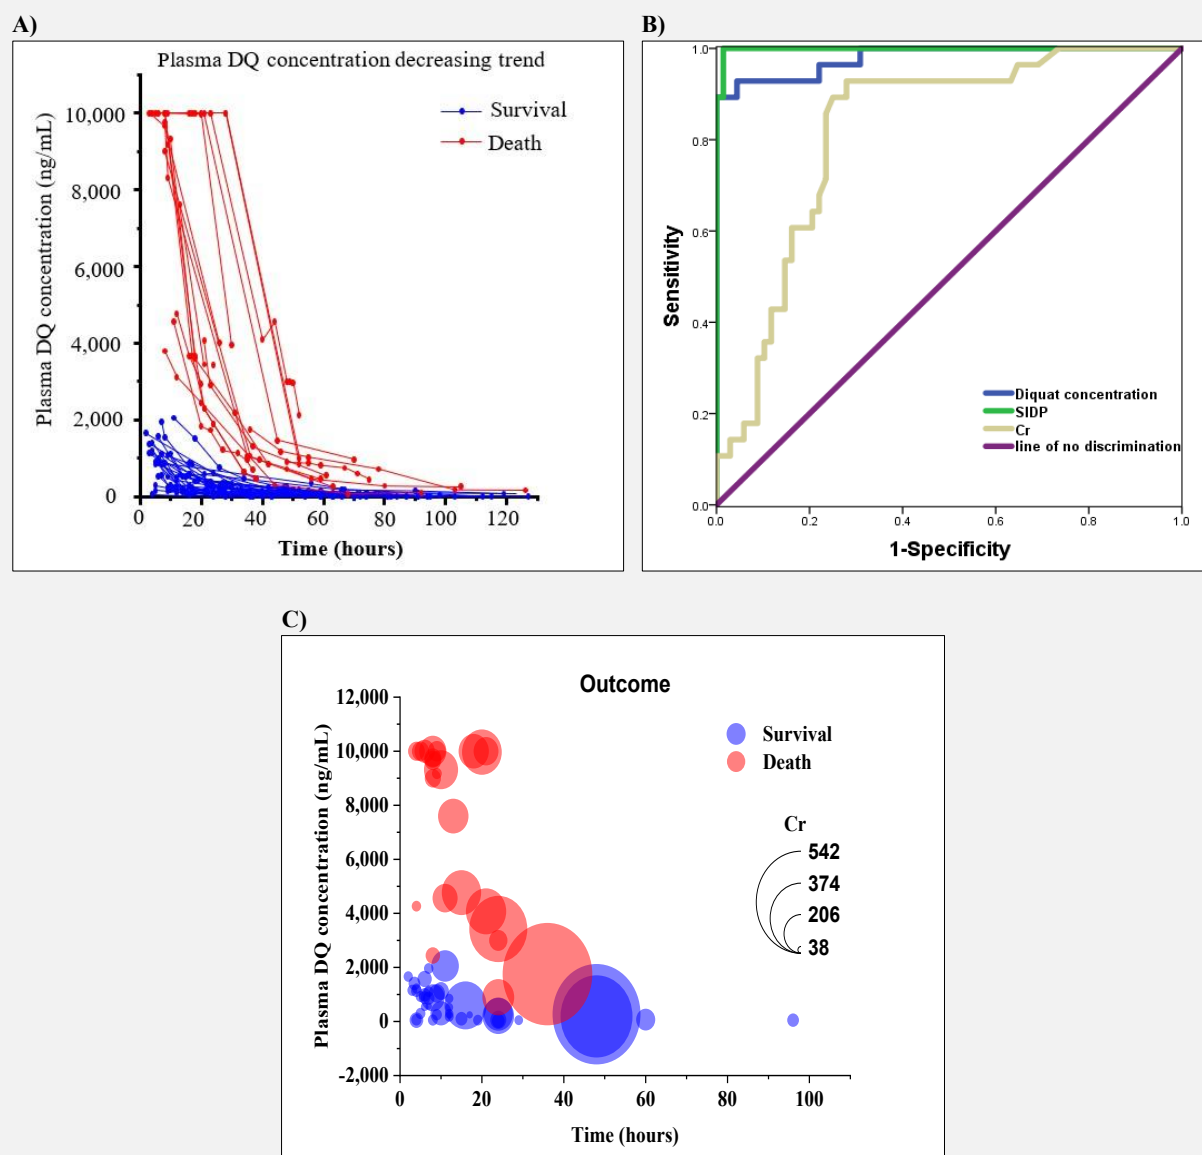 A)
Plasma DQ concentration decreasing trend
Plasma DQ concentration (ng/mL)
10,000
8,000
6,000
4,000
2,000
0
Survival
Death
0 20 40 60 80 100 120
Time (hours)
B)
Sensitivity
1.0
0.8
0.6
0.4
0.2
0.0
Diquat concentration
SIDP
Cr
line of no discrimination
0.0 0.2 0.4 0.6 0.8 1.0
1-Specificity
C)
Outcome
Plasma DQ concentration (ng/mL)
12,000
10,000
8,000
6,000
4,000
2,000
0
-2,000
Survival
Death
Cr
542
374
206
38
0 20 40 60 80 100
Time (hours)